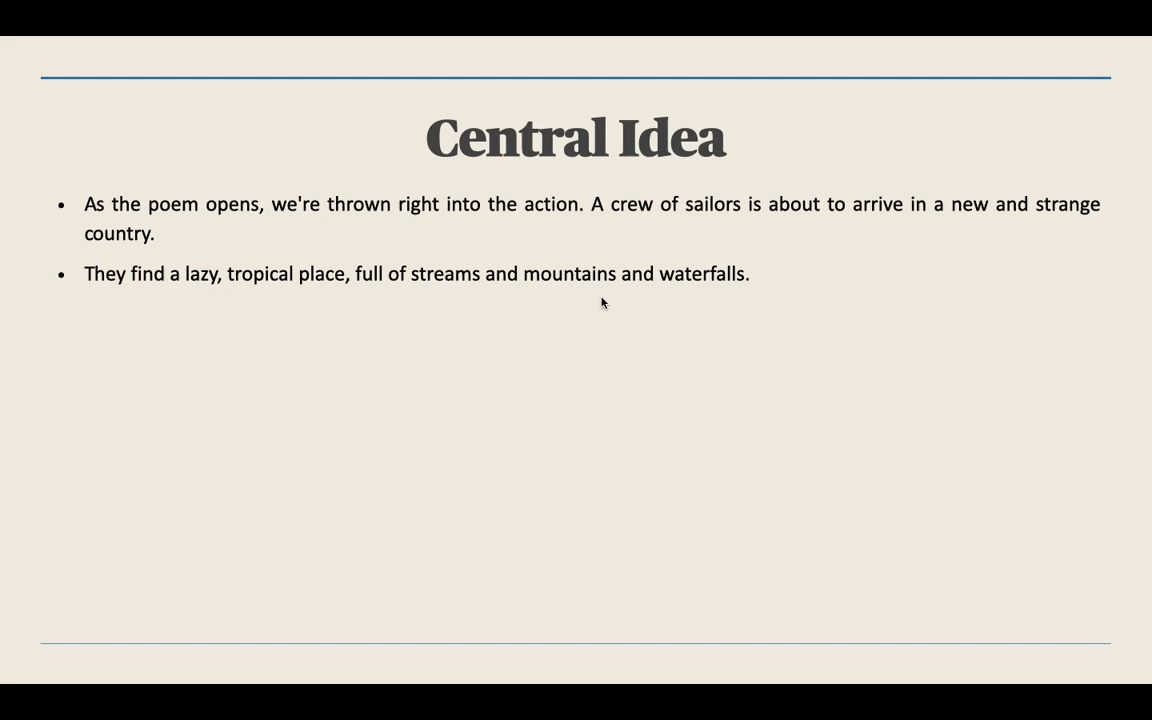 Central Idea
• As the poem opens, we're thrown right into the action. A crew of sailors is about to arrive in a new and strange
country.
• They find a lazy, tropical place, full of streams and mountains and waterfalls.